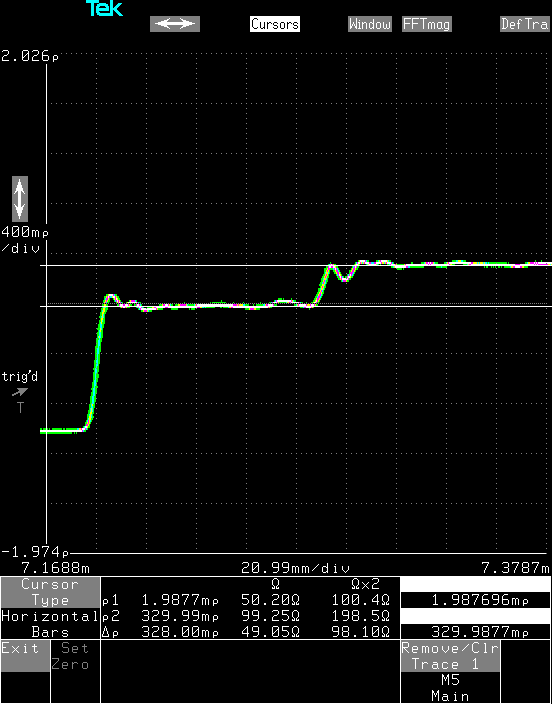 Tek
Cursors Window FFTmag DefTra
2.026ρ
400mρ
/div
trig'd
T
-1.974ρ
7.1688m 20.99mm/div 7.3787m
Cursor Ω Ω×2
Type ρ1 1.9877mρ 50.20Ω 100.4Ω 1.987696mρ
Horizontal ρ2 329.99mρ 99.25Ω 198.5Ω
Bars Δρ 328.00mρ 49.05Ω 98.10Ω 329.9877mρ
Exit Set Remove/Clr
Zero Trace 1
M5
Main